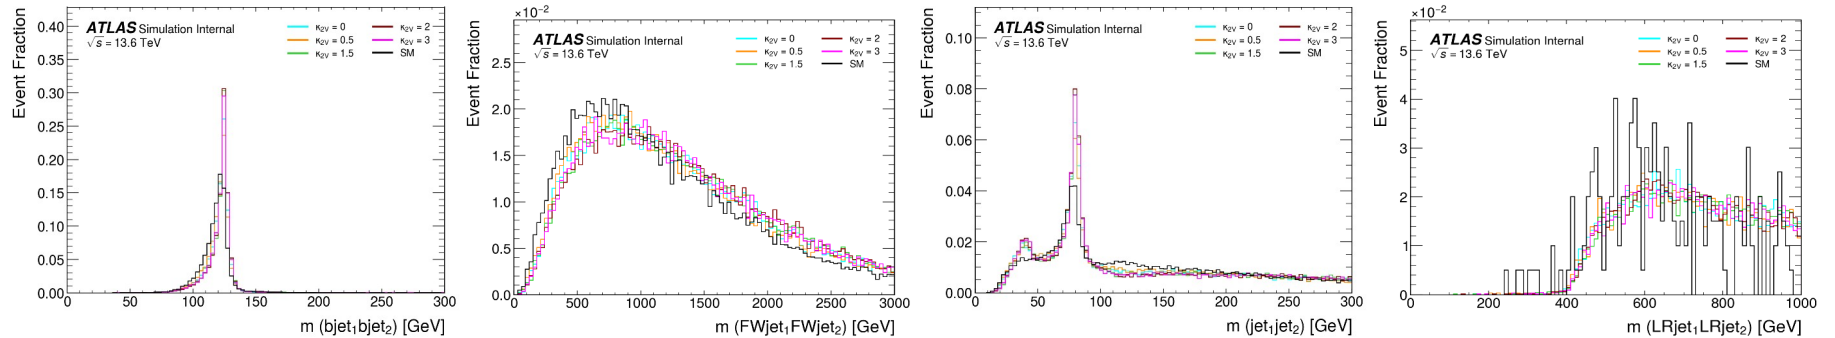 Event Fraction
0.40
0.35
0.30
0.25
0.20
0.15
0.10
0.05
0.00
ATLAS Simulation Internal
√s = 13.6 TeV
κ2V = 0
κ2V = 0.5
κ2V = 1.5
κ2V = 2
κ2V = 3
SM
0 50 100 150 200 250 300
m (bjet₁bjet₂) [GeV]
×10⁻²
Event Fraction
2.5
2.0
1.5
1.0
0.5
0.0
ATLAS Simulation Internal
√s = 13.6 TeV
κ2V = 0
κ2V = 0.5
κ2V = 1.5
κ2V = 2
κ2V = 3
SM
0 500 1000 1500 2000 2500 3000
m (FWjet₁FWjet₂) [GeV]
Event Fraction
0.10
0.08
0.06
0.04
0.02
0.00
ATLAS Simulation Internal
√s = 13.6 TeV
κ2V = 0
κ2V = 0.5
κ2V = 1.5
κ2V = 2
κ2V = 3
SM
0 50 100 150 200 250 300
m (jet₁jet₂) [GeV]
×10⁻²
Event Fraction
5
4
3
2
1
0
ATLAS Simulation Internal
√s = 13.6 TeV
κ2V = 0
κ2V = 0.5
κ2V = 1.5
κ2V = 2
κ2V = 3
SM
0 200 400 600 800 1000
m (LRjet₁LRjet₂) [GeV]